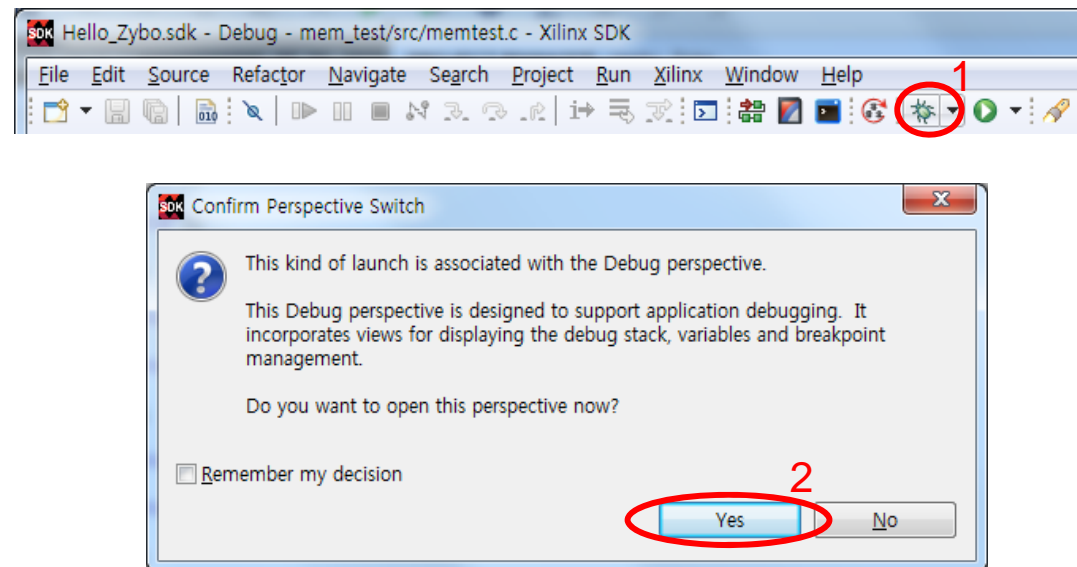 SDK Hello_Zybo.sdk - Debug - mem_test/src/memtest.c - Xilinx SDK
File Edit Source Refactor Navigate Search Project Run Xilinx Window Help
1
010
SDK Confirm Perspective Switch
This kind of launch is associated with the Debug perspective.
This Debug perspective is designed to support application debugging. It
incorporates views for displaying the debug stack, variables and breakpoint
management.
Do you want to open this perspective now?
Remember my decision
2
Yes No